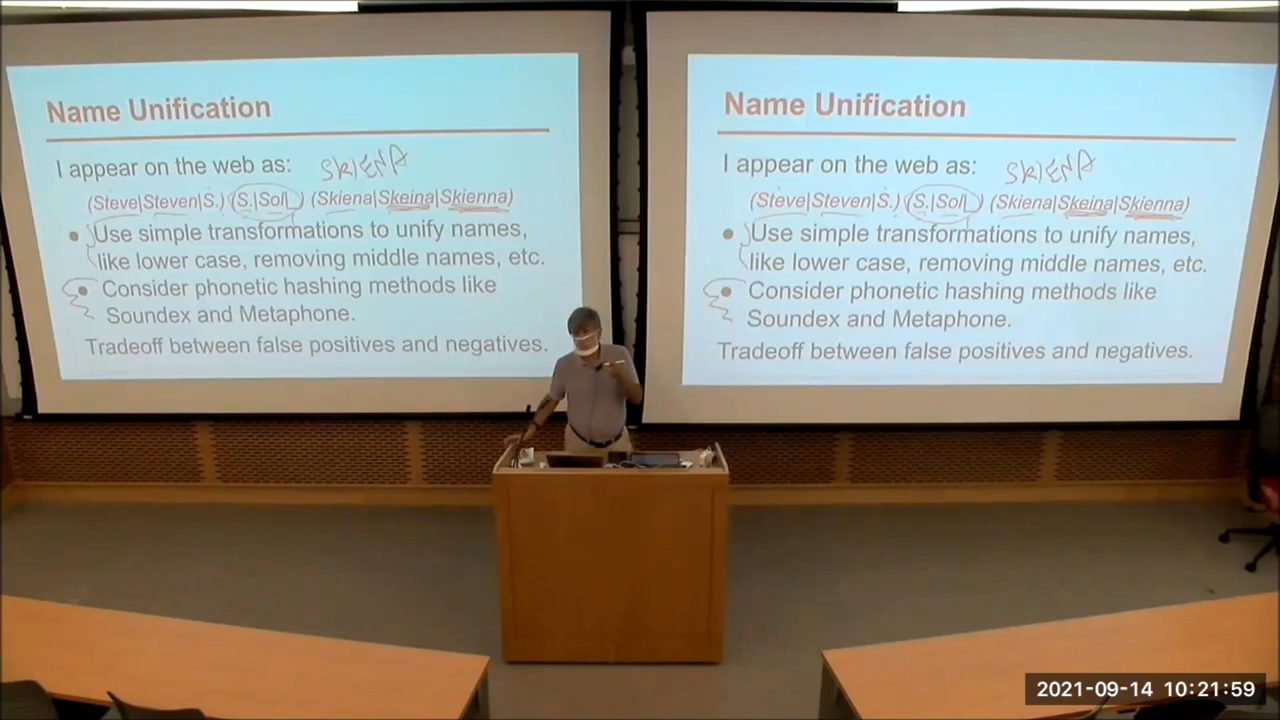 Name Unification
I appear on the web as: SKIENA
(Steve|Steven|S.) (S.|Sol|_) (Skiena|Skeina|Skienna)
● Use simple transformations to unify names,
like lower case, removing middle names, etc.
● Consider phonetic hashing methods like
Soundex and Metaphone.
Tradeoff between false positives and negatives.
Name Unification
I appear on the web as: SKIENA
(Steve|Steven|S.) (S.|Sol|_) (Skiena|Skeina|Skienna)
● Use simple transformations to unify names,
like lower case, removing middle names, etc.
● Consider phonetic hashing methods like
Soundex and Metaphone.
Tradeoff between false positives and negatives.
2021-09-14 10:21:59